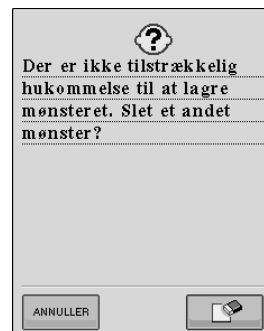 Der er ikke tilstrækkelig
hukommelse til at lagre
mønsteret. Slet et andet
mønster?
ANNULLER